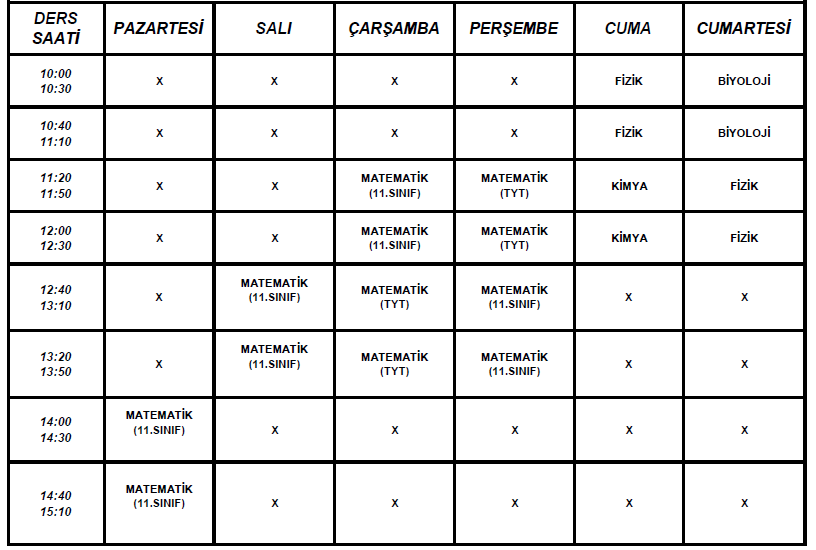 DERS SAATİ PAZARTESİ SALI ÇARŞAMBA PERŞEMBE CUMA CUMARTESİ
10:00 10:30 X X X X FİZİK BİYOLOJİ
10:40 11:10 X X X X FİZİK BİYOLOJİ
11:20 11:50 X X MATEMATİK (11.SINIF) MATEMATİK (TYT) KİMYA FİZİK
12:00 12:30 X X MATEMATİK (11.SINIF) MATEMATİK (TYT) KİMYA FİZİK
12:40 13:10 X MATEMATİK (11.SINIF) MATEMATİK (TYT) MATEMATİK (11.SINIF) X X
13:20 13:50 X MATEMATİK (11.SINIF) MATEMATİK (TYT) MATEMATİK (11.SINIF) X X
14:00 14:30 MATEMATİK (11.SINIF) X X X X X
14:40 15:10 MATEMATİK (11.SINIF) X X X X X